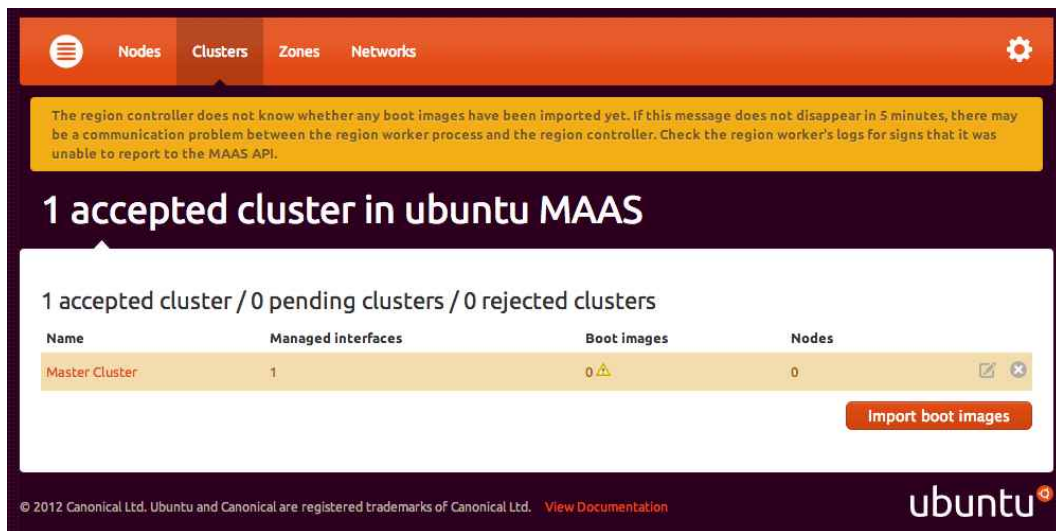 Nodes Clusters Zones Networks
The region controller does not know whether any boot images have been imported yet. If this message does not disappear in 5 minutes, there may
be a communication problem between the region worker process and the region controller. Check the region worker's logs for signs that it was
unable to report to the MAAS API.
1 accepted cluster in ubuntu MAAS
1 accepted cluster / 0 pending clusters / 0 rejected clusters
Name Managed interfaces Boot images Nodes
Master Cluster 1 0 0
Import boot images
© 2012 Canonical Ltd. Ubuntu and Canonical are registered trademarks of Canonical Ltd. View Documentation
ubuntu